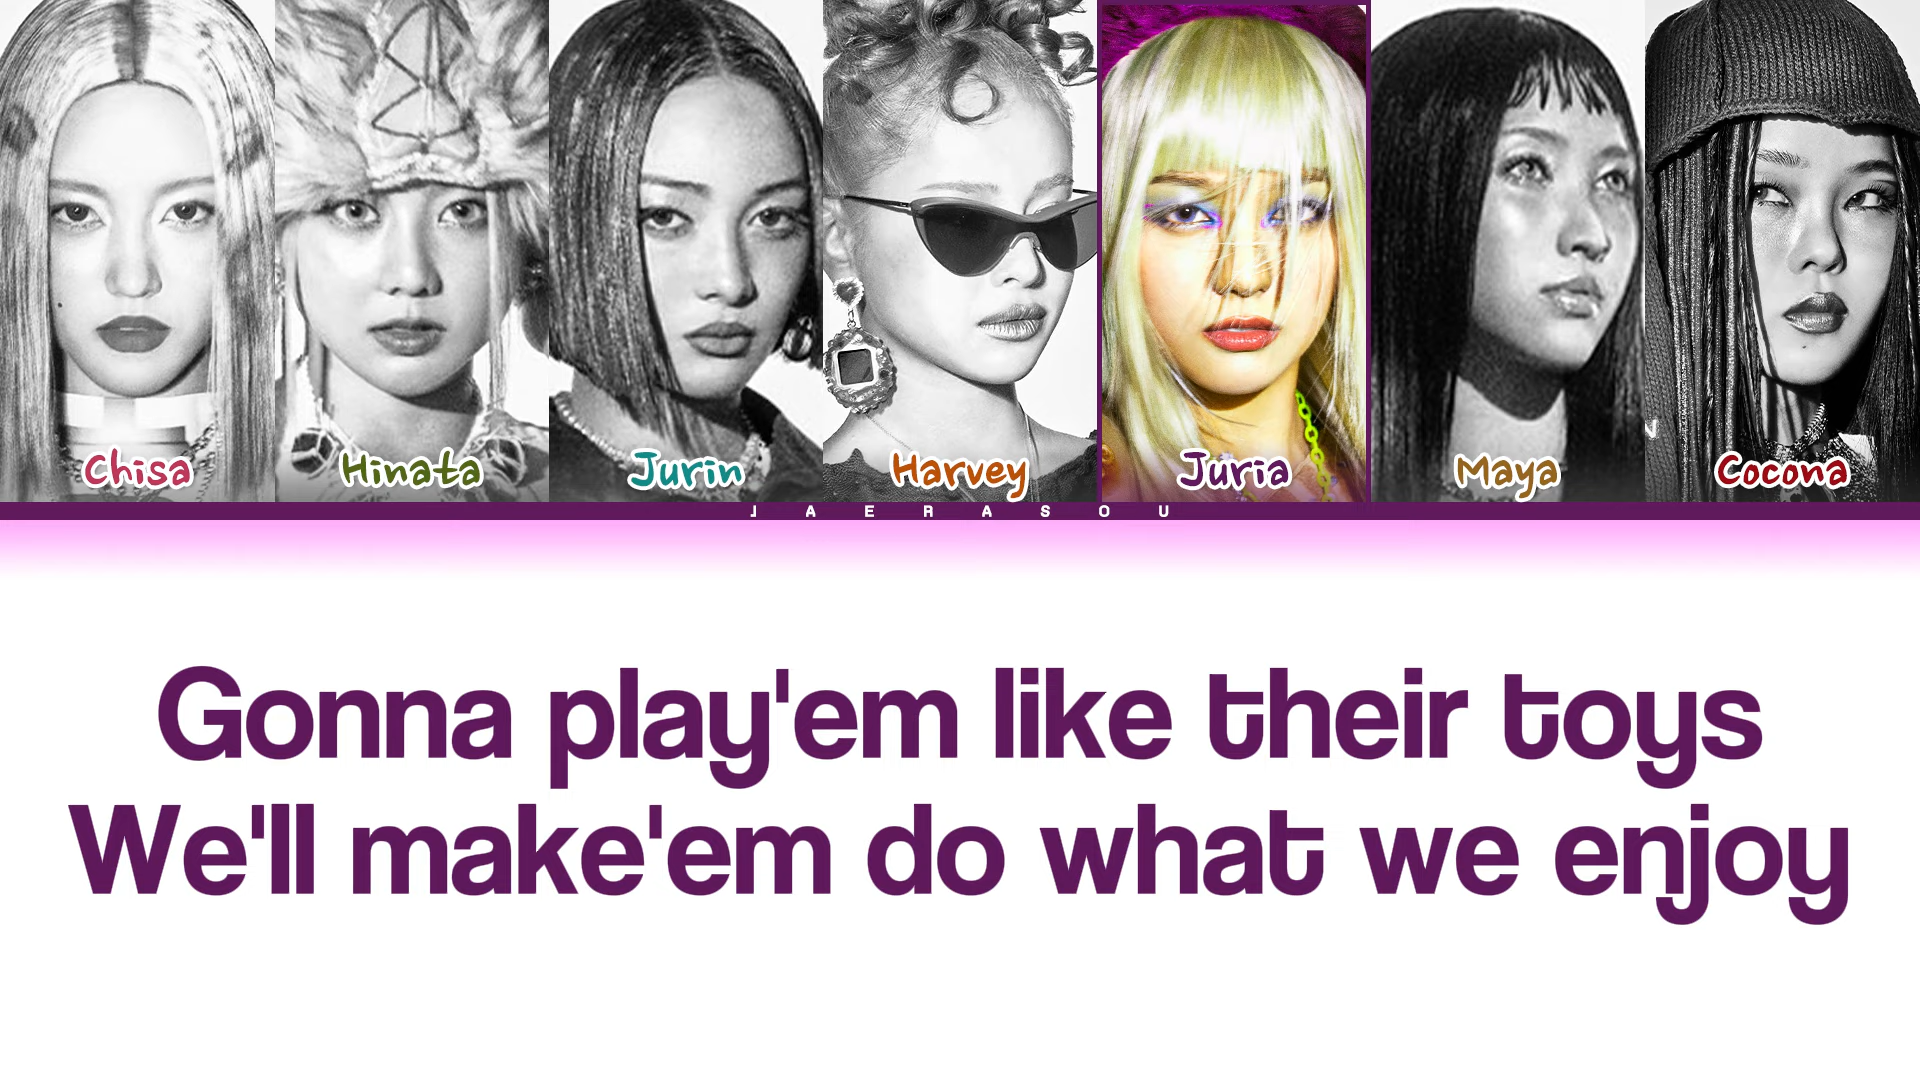 Chisa Hinata Jurin Harvey Juria Maya Cocona
JAERASOU
Gonna play'em like their toys
We'll make'em do what we enjoy